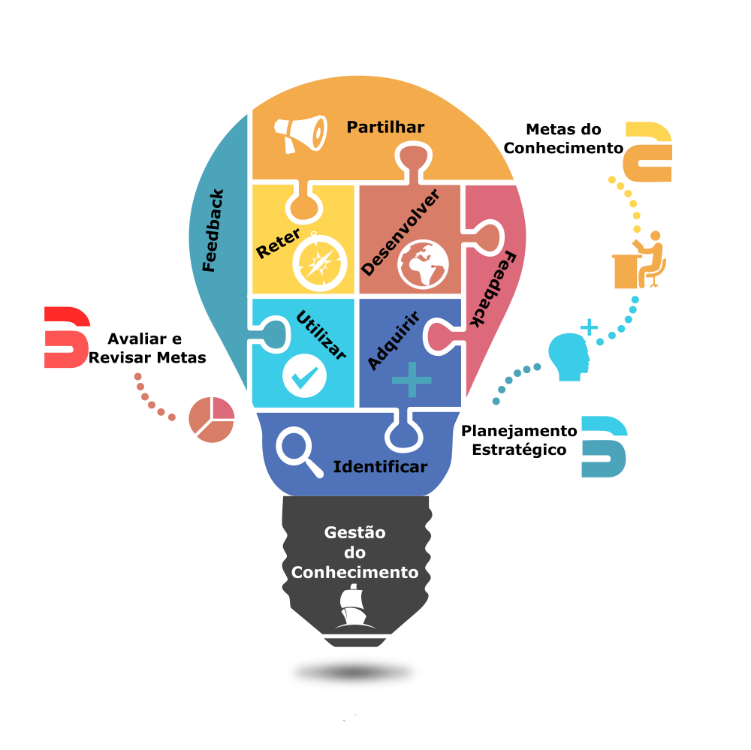 Partilhar
Metas do
Conhecimento
Feedback
Reter
Desenvolver
Feedback
Utilizar
Adquirir
Avaliar e
Revisar Metas
Planejamento
Estratégico
Identificar
Gestão
do
Conhecimento